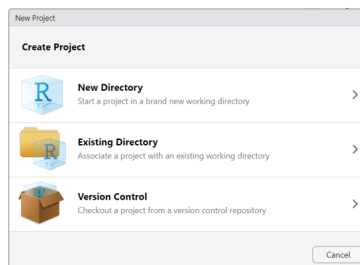 New Project
Create Project
R
New Directory
Start a project in a brand new working directory
R
Existing Directory
Associate a project with an existing working directory
R
Version Control
Checkout a project from a version control repository
Cancel